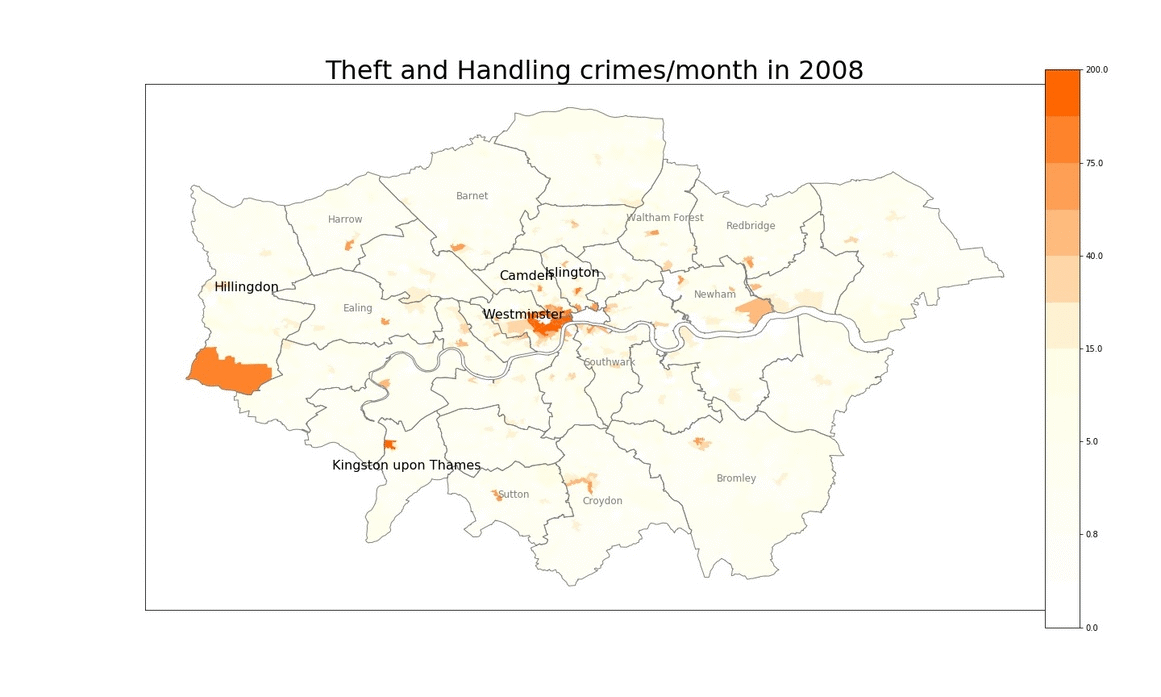 Theft and Handling crimes/month in 2008
200.0
75.0
40.0
15.0
5.0
0.8
0.0
Barnet
Harrow
Waltham Forest
Redbridge
Camden
Islington
Hillingdon
Newham
Ealing
Westminster
Southwark
Kingston upon Thames
Bromley
Sutton
Croydon